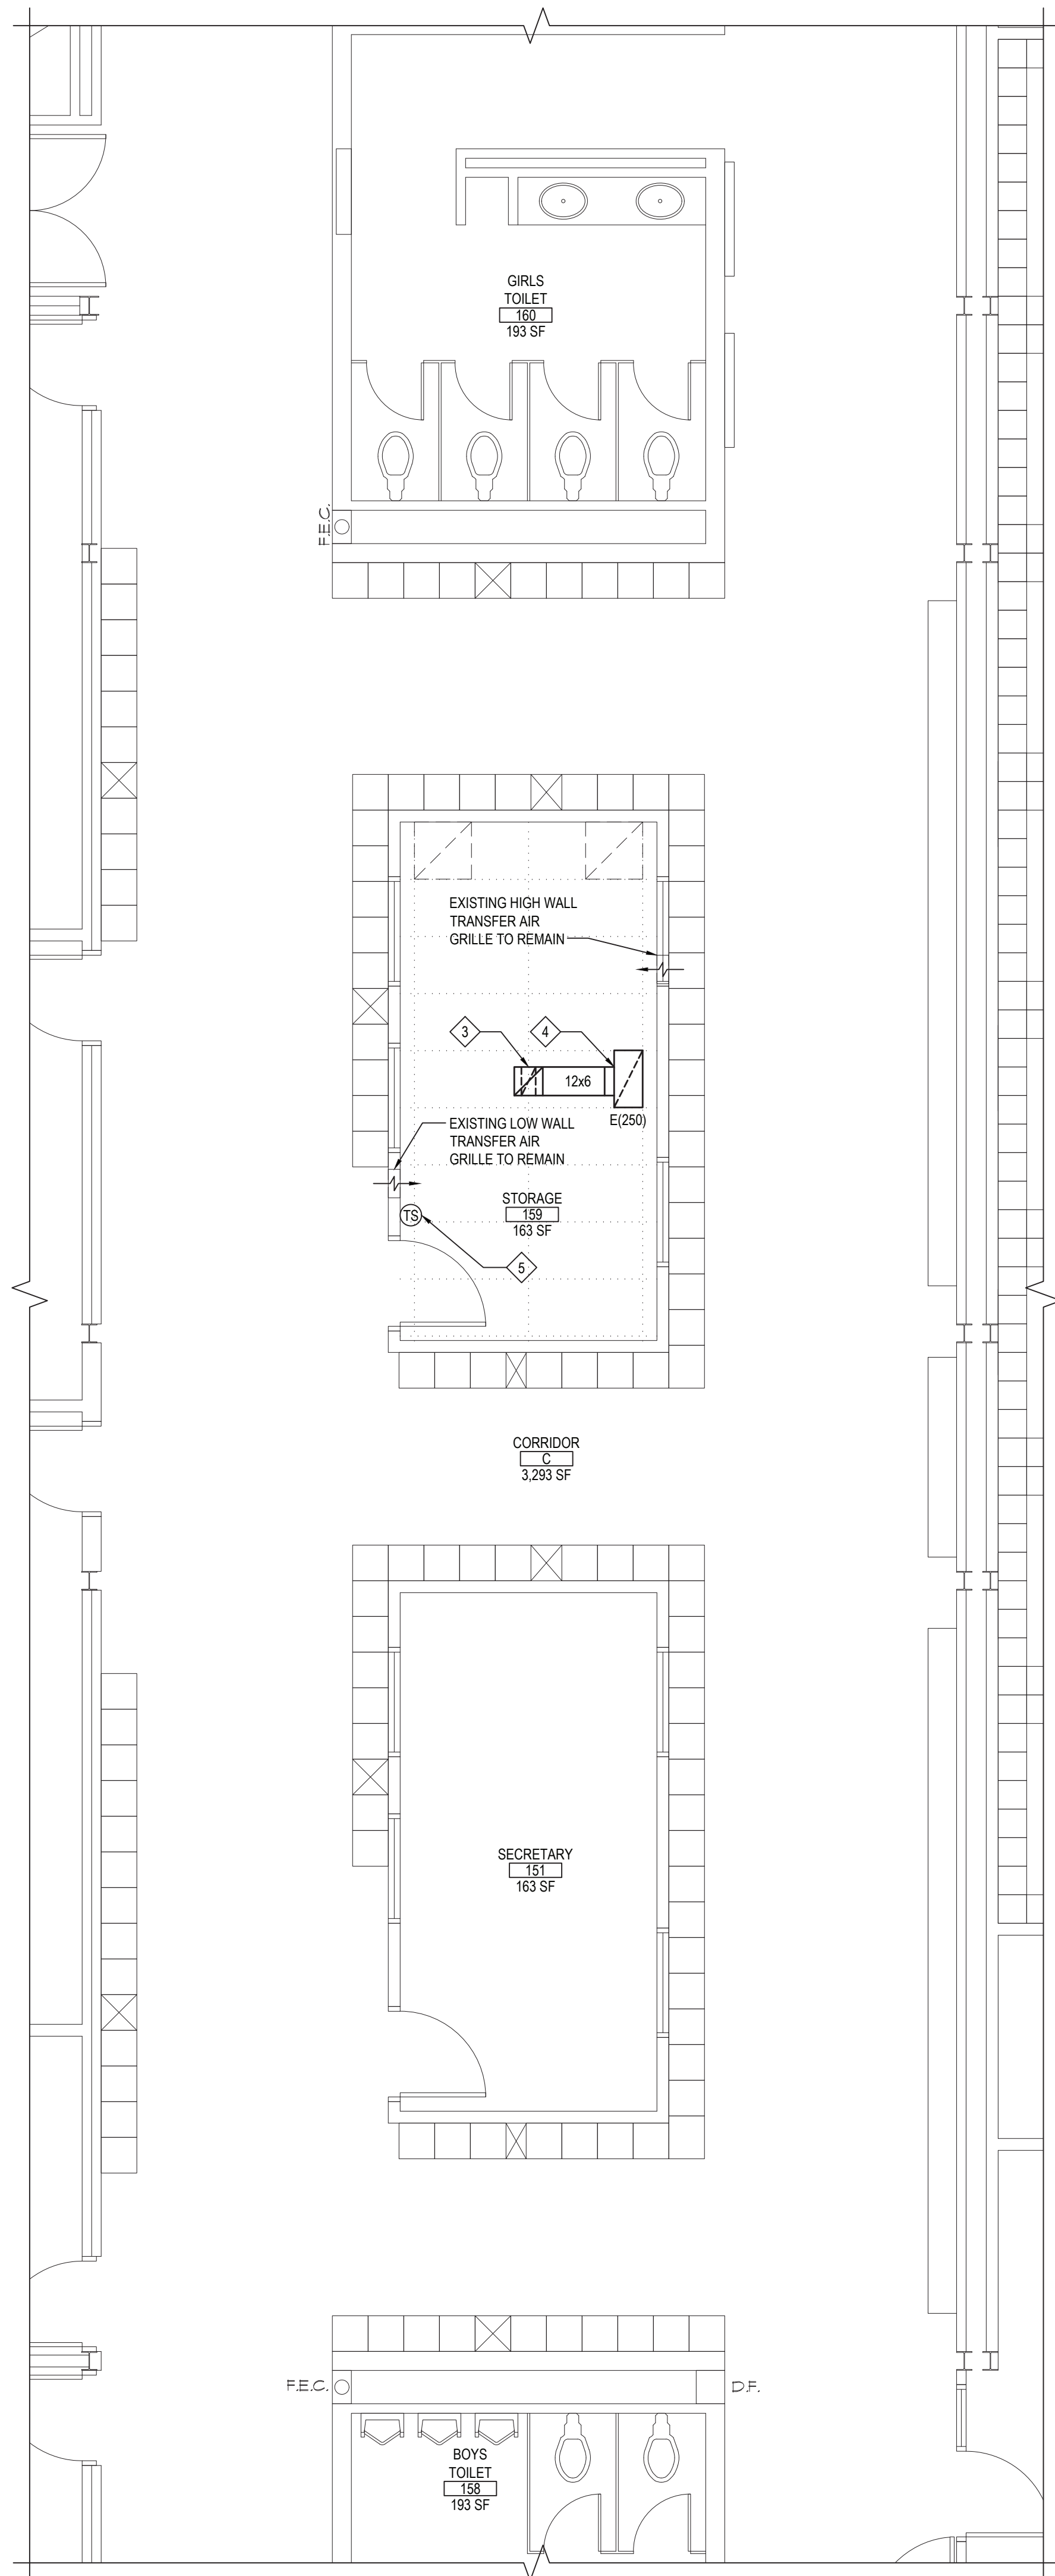 GIRLS
TOILET
160
193 SF
F.E.C.
EXISTING HIGH WALL
TRANSFER AIR
GRILLE TO REMAIN
3
4
12x6
E(250)
EXISTING LOW WALL
TRANSFER AIR
GRILLE TO REMAIN
STORAGE
159
163 SF
TS
5
CORRIDOR
C
3,293 SF
SECRETARY
151
163 SF
F.E.C.
D.F.
BOYS
TOILET
158
193 SF